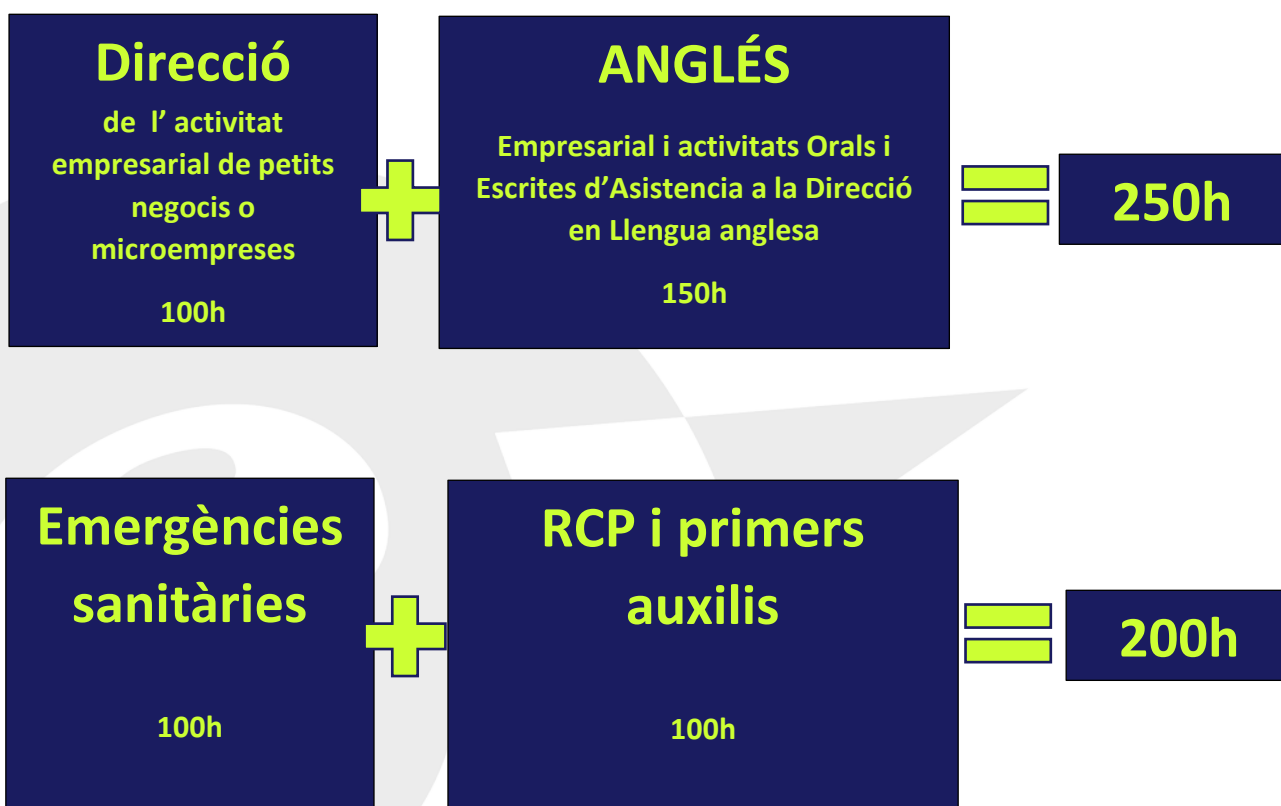 Direcció
de l’ activitat
empresarial de petits
negocis o
microempreses
100h
ANGLÉS
Empresarial i activitats Orals i
Escrites d’Asistencia a la Direcció
en Llengua anglesa
150h
250h
Emergències
sanitàries
100h
RCP i primers
auxilis
100h
200h